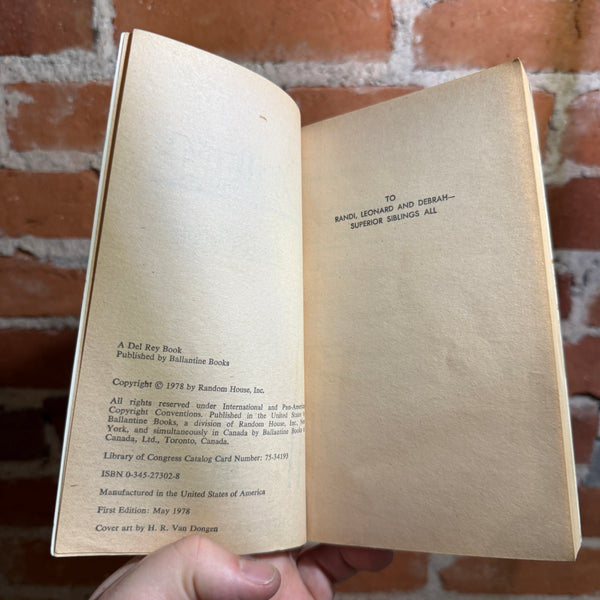 A Del Rey Book
Published by Ballantine Books
Copyright © 1978 by Random House, Inc.
All rights reserved under International and Pan-America
Copyright Conventions. Published in the United States
Ballantine Books, a division of Random House, Inc.,
York, and simultaneously in Canada by Ballantine Books
Canada, Ltd., Toronto, Canada.
Library of Congress Catalog Card Number: 75-34193
ISBN 0-345-27302-8
Manufactured in the United States of America
First Edition: May 1978
Cover art by H. R. Van Dongen
TO
RANDI, LEONARD AND DEBRAH—
SUPERIOR SIBLINGS ALL